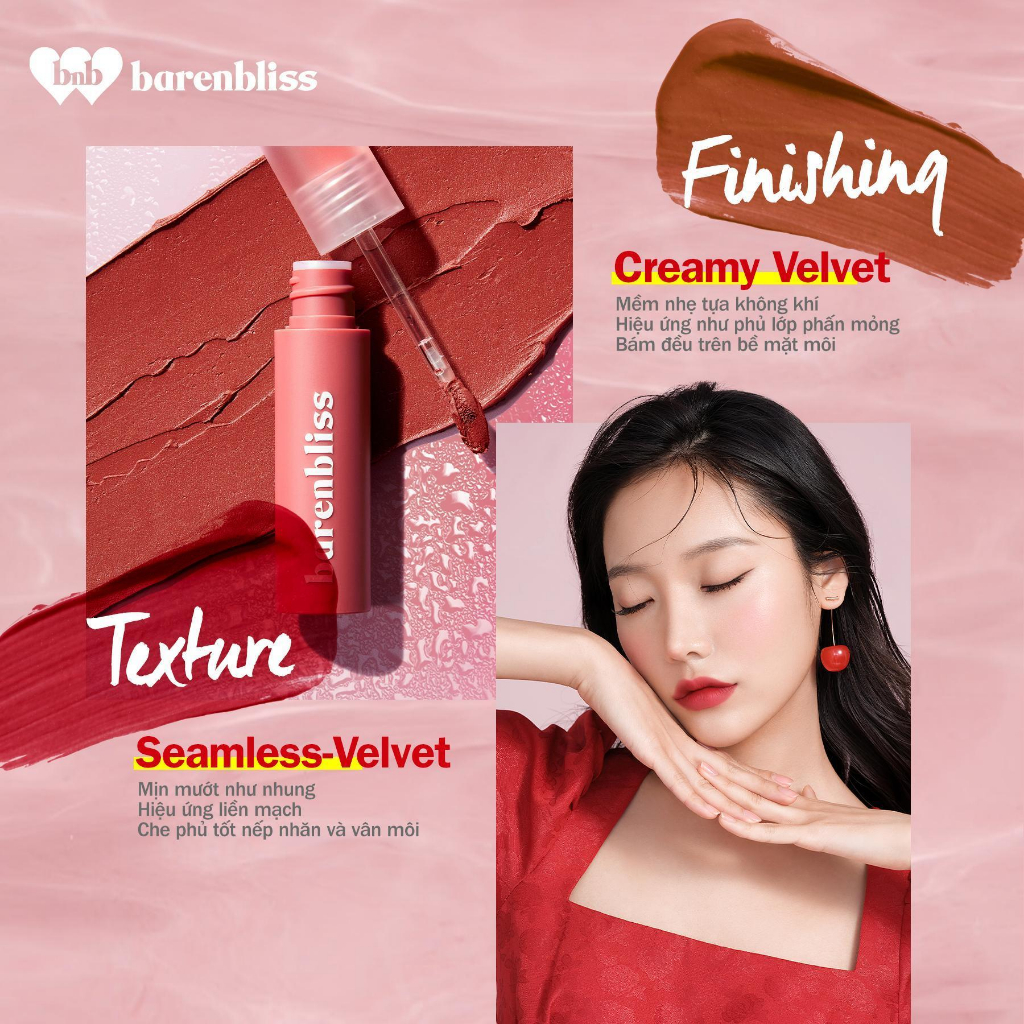 bnb barenbliss
Finishing
Creamy Velvet
Mềm nhẹ tựa không khí
Hiệu ứng như phủ lớp phấn mỏng
Bám đều trên bề mặt môi
barenbliss
Texture
Seamless-Velvet
Mịn mướt như nhung
Hiệu ứng liền mạch
Che phủ tốt nếp nhăn và vân môi